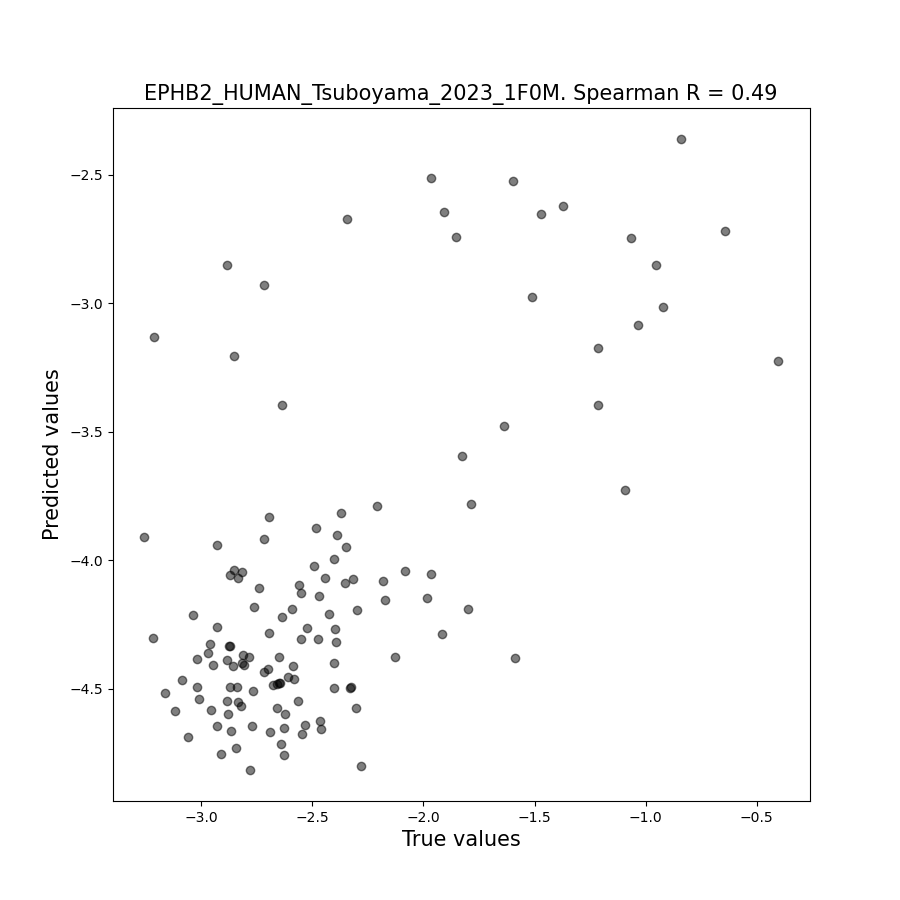 EPHB2_HUMAN_Tsuboyama_2023_1F0M. Spearman R = 0.49
−2.5
−3.0
−3.5
−4.0
−4.5
Predicted values
−3.0 −2.5 −2.0 −1.5 −1.0 −0.5
True values